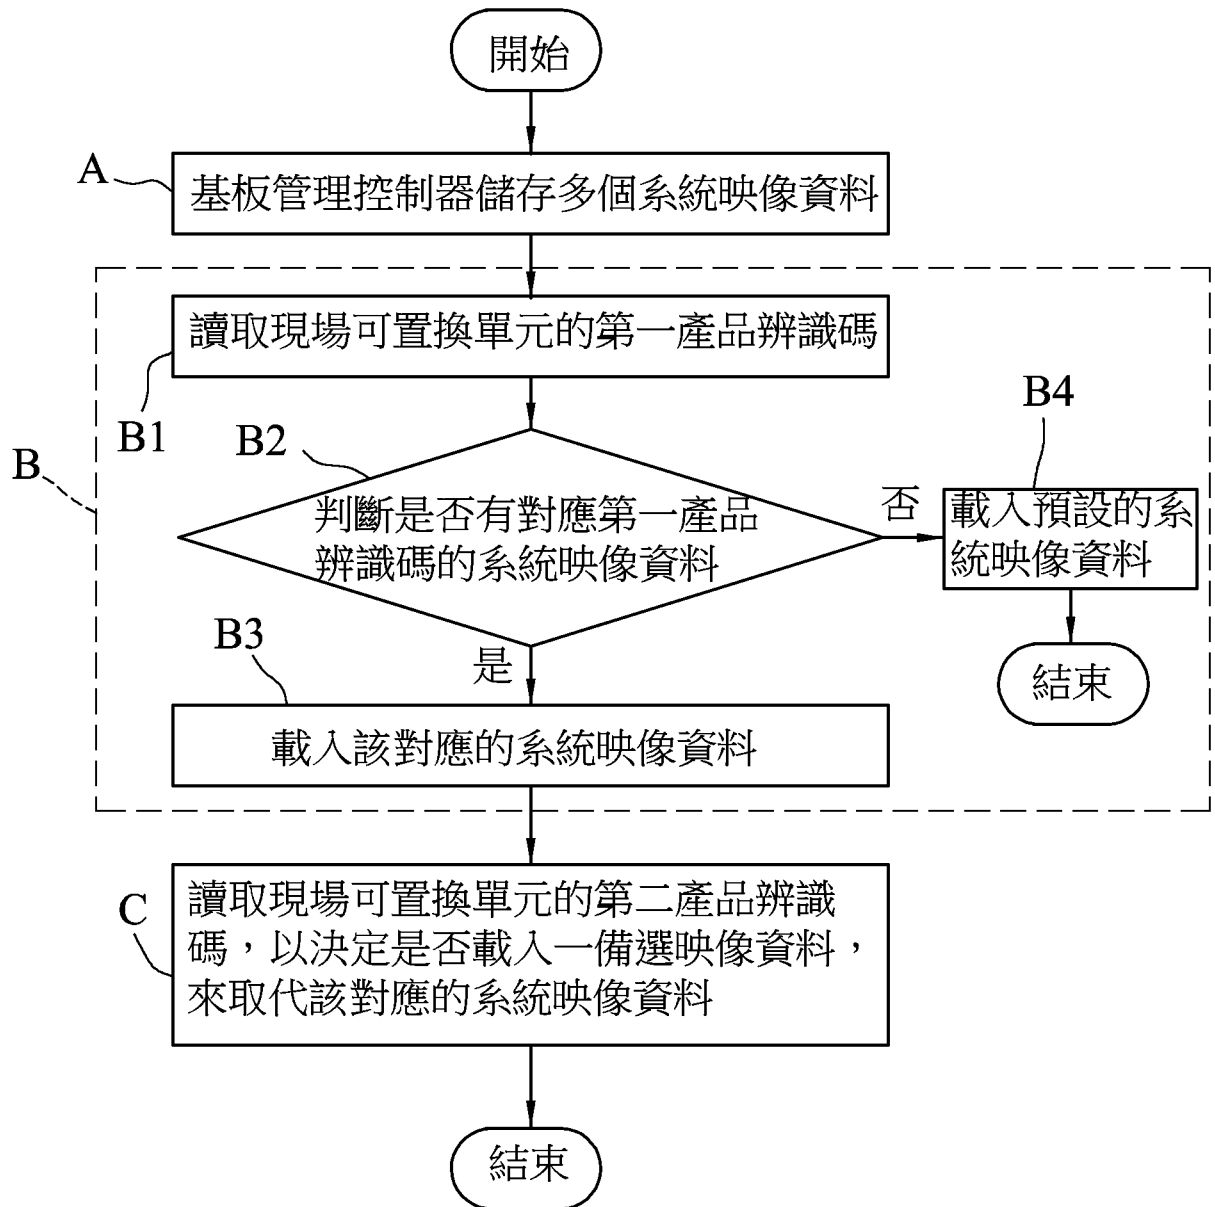 開始
A
基板管理控制器儲存多個系統映像資料
讀取現場可置換單元的第一產品辨識碼
B1
B
B2
判斷是否有對應第一產品
辨識碼的系統映像資料
否
B4
載入預設的系
統映像資料
結束
是
B3
載入該對應的系統映像資料
C
讀取現場可置換單元的第二產品辨識
碼，以決定是否載入一備選映像資料，
來取代該對應的系統映像資料
結束